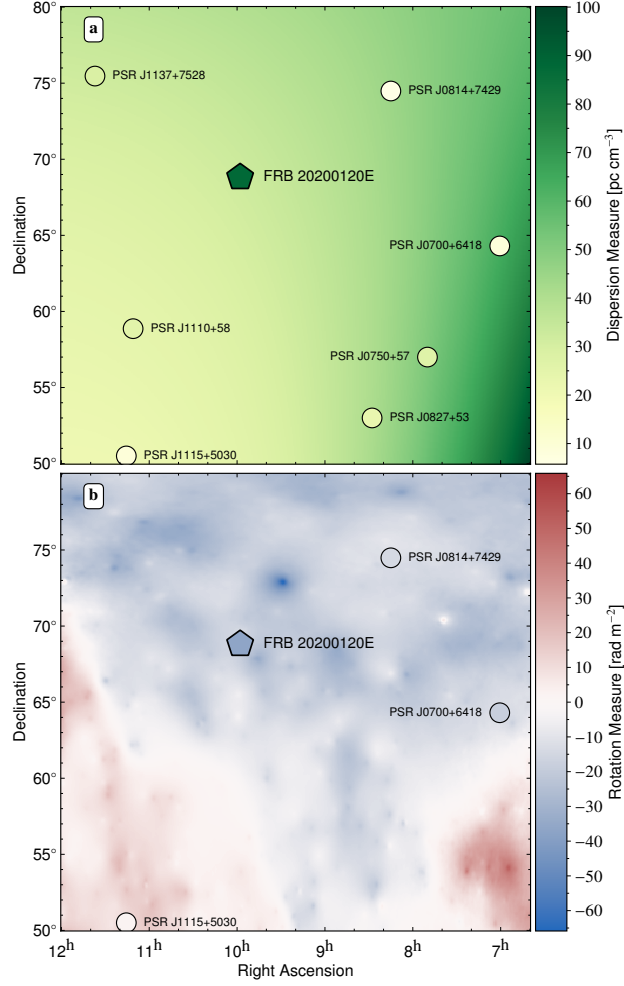 80°
a
PSR J1137+7528
75°
PSR J0814+7429
70°
FRB 20200120E
65°
PSR J0700+6418
60°
PSR J1110+58
PSR J0750+57
55°
PSR J0827+53
PSR J1115+5030
50°
Declination
100
90
80
70
60
50
40
30
20
10
Dispersion Measure [pc cm⁻³]
b
75°
PSR J0814+7429
70°
FRB 20200120E
65°
PSR J0700+6418
60°
55°
PSR J1115+5030
50°
Declination
12ʰ 11ʰ 10ʰ 9ʰ 8ʰ 7ʰ
Right Ascension
60
50
40
30
20
10
0
−10
−20
−30
−40
−50
−60
Rotation Measure [rad m⁻²]